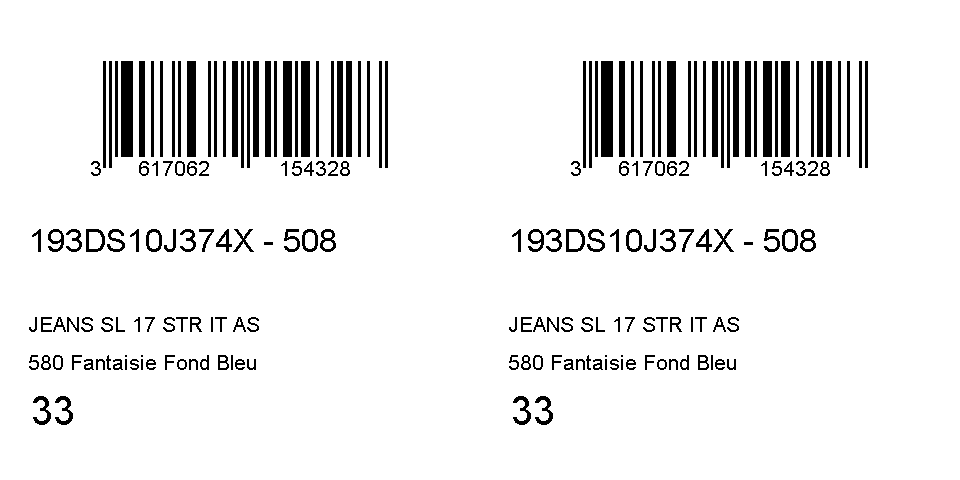 3 617062 154328
193DS10J374X - 508
JEANS SL 17 STR IT AS
580 Fantaisie Fond Bleu
33
3 617062 154328
193DS10J374X - 508
JEANS SL 17 STR IT AS
580 Fantaisie Fond Bleu
33